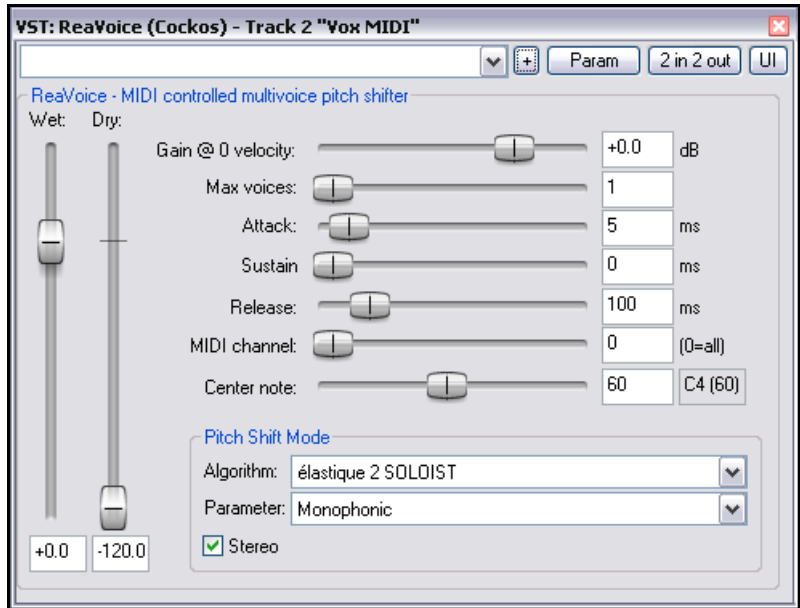 VST: ReaVoice (Cockos) - Track 2 "Vox MIDI"
+ Param 2 in 2 out UI
ReaVoice - MIDI controlled multivoice pitch shifter
Wet: Dry:
Gain @ 0 velocity: +0.0 dB
Max voices: 1
Attack: 5 ms
Sustain 0 ms
Release: 100 ms
MIDI channel: 0 (0=all)
Center note: 60 C4 (60)
Pitch Shift Mode
Algorithm: élastique 2 SOLOIST
Parameter: Monophonic
Stereo
+0.0 -120.0